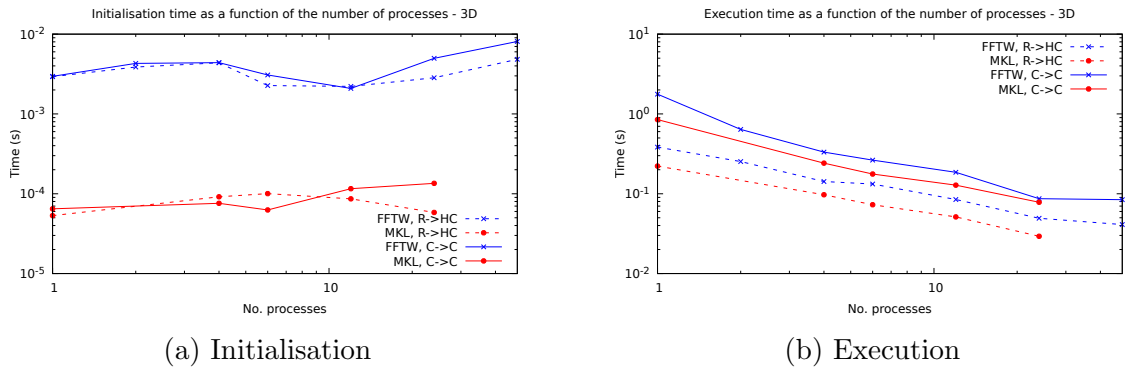 Initialisation time as a function of the number of processes - 3D
10^-2
10^-3
10^-4
10^-5
Time (s)
FFTW, R->HC
MKL, R->HC
FFTW, C->C
MKL, C->C
1
10
No. processes
(a) Initialisation
Execution time as a function of the number of processes - 3D
10^1
10^0
10^-1
10^-2
Time (s)
FFTW, R->HC
MKL, R->HC
FFTW, C->C
MKL, C->C
1
10
No. processes
(b) Execution